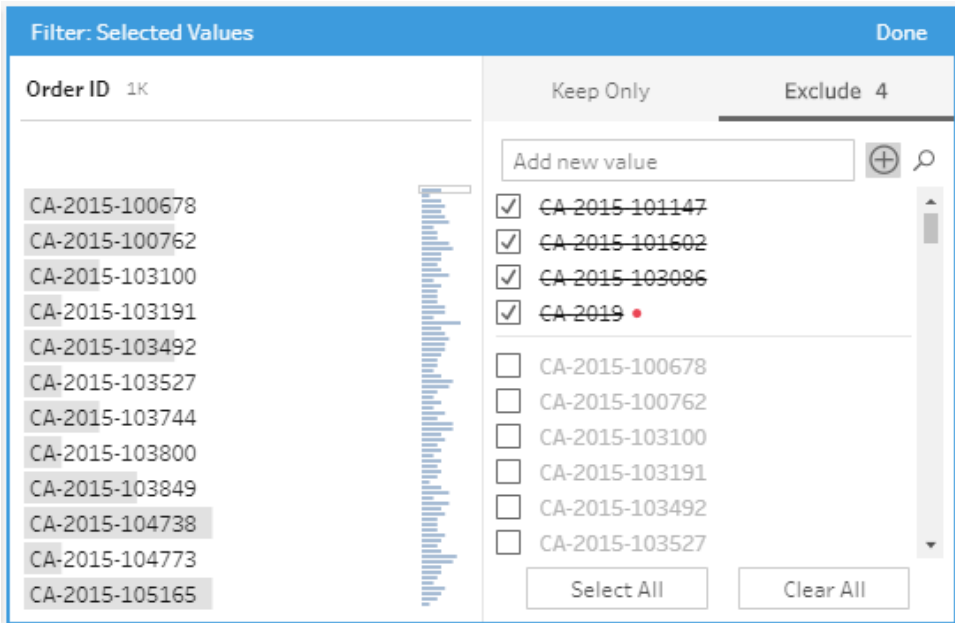 Filter: Selected Values Done
Order ID 1K
CA-2015-100678
CA-2015-100762
CA-2015-103100
CA-2015-103191
CA-2015-103492
CA-2015-103527
CA-2015-103744
CA-2015-103800
CA-2015-103849
CA-2015-104738
CA-2015-104773
CA-2015-105165
Keep Only Exclude 4
Add new value
CA-2015-101147
CA-2015-101602
CA-2015-103086
CA-2019
CA-2015-100678
CA-2015-100762
CA-2015-103100
CA-2015-103191
CA-2015-103492
CA-2015-103527
Select All Clear All